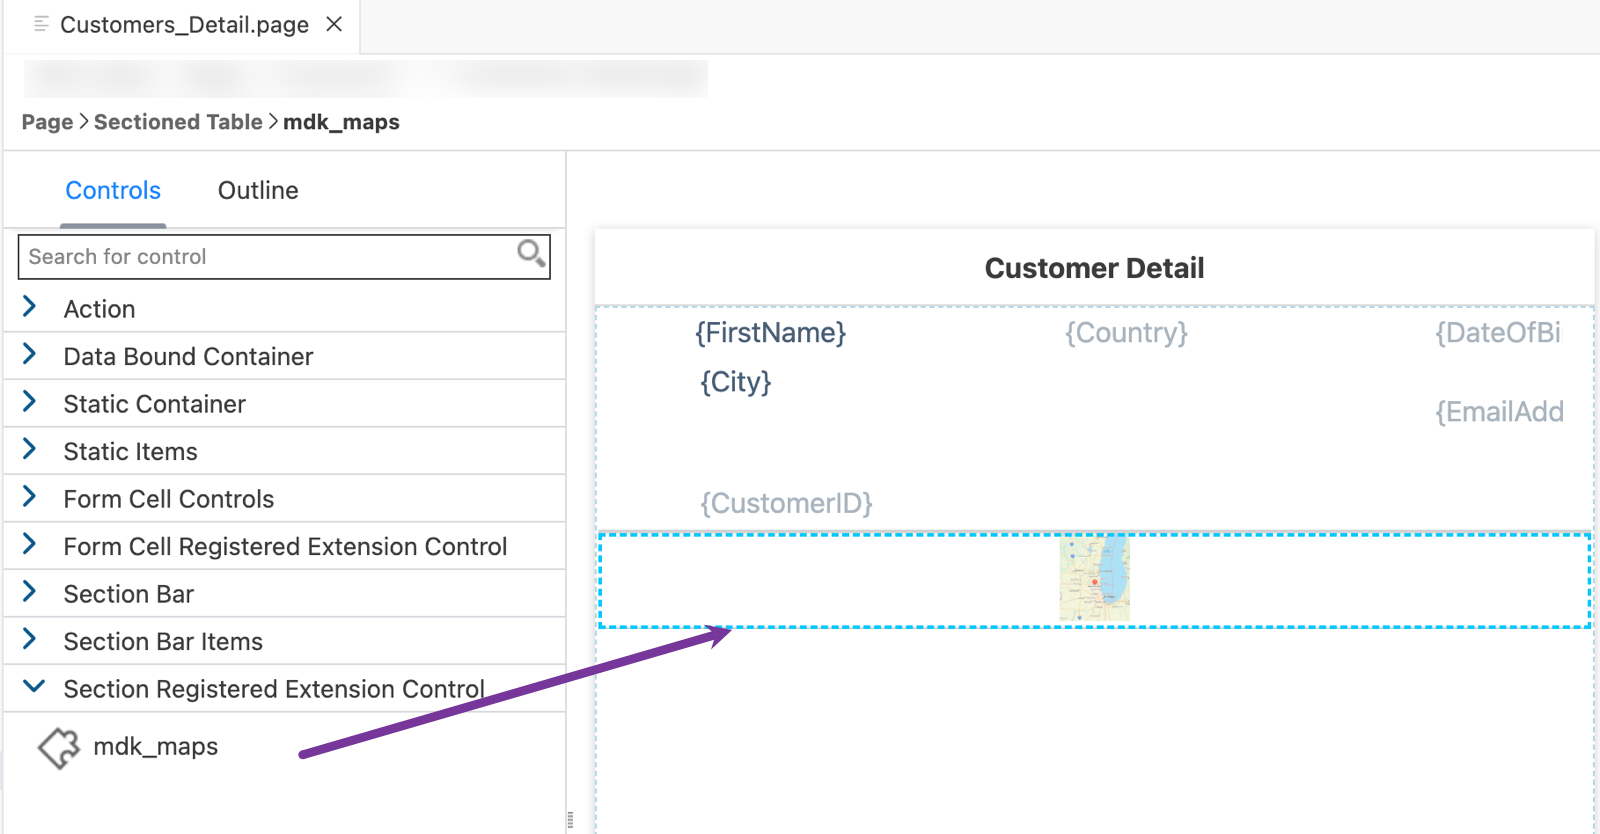 Customers_Detail.page
Page > Sectioned Table > mdk_maps
Controls
Outline
Search for control
Action
Data Bound Container
Static Container
Static Items
Form Cell Controls
Form Cell Registered Extension Control
Section Bar
Section Bar Items
Section Registered Extension Control
mdk_maps
Customer Detail
{FirstName} {Country} {DateOfBi
{City}
{EmailAdd
{CustomerID}